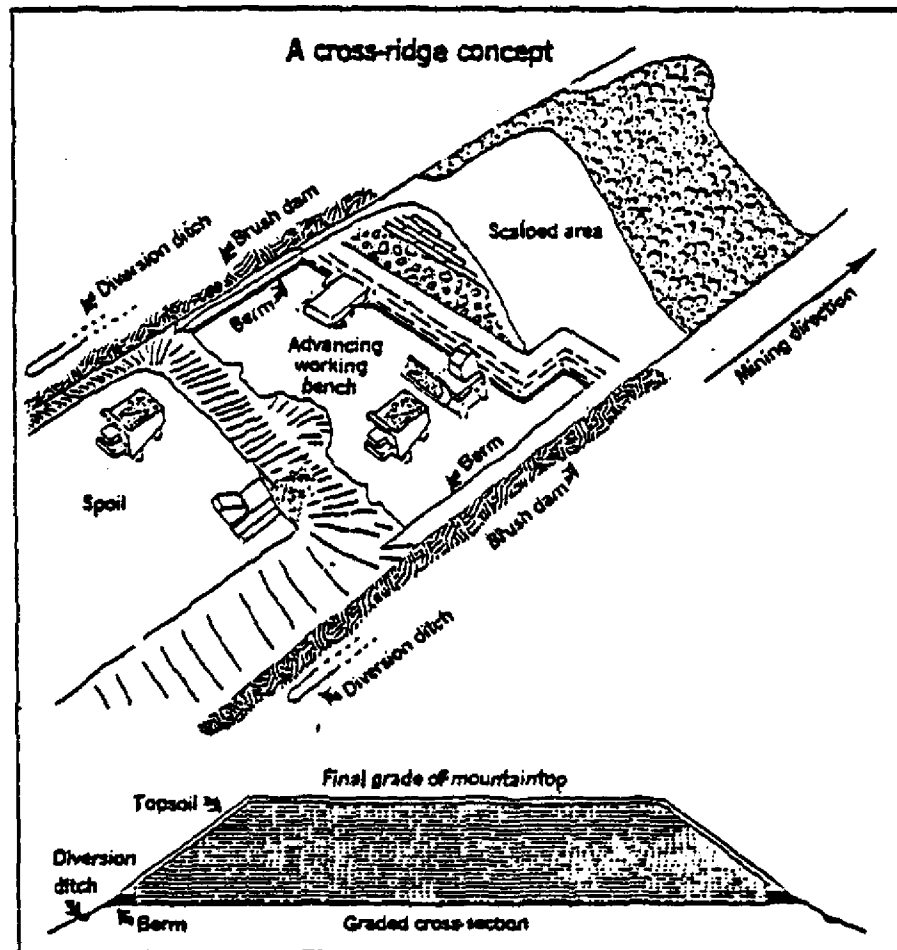 A cross-ridge concept
Brush dam
Diversion ditch
Scalped area
Berm
Advancing
working
bench
Mining direction
Berm
Spoil
Brush dam
Diversion ditch
Final grade of mountaintop
Topsoil
Diversion
ditch
Berm
Graded cross-section